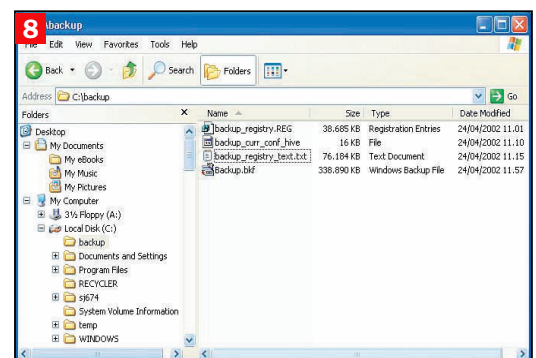 8
\backup
File Edit View Favorites Tools Help
Back Search Folders
Address C:\backup Go
Folders X Name Size Type Date Modified
Desktop
My Documents
My eBooks
My Music
My Pictures
My Computer
3½ Floppy (A:)
Local Disk (C:)
backup
Documents and Settings
Program Files
RECYCLER
sj674
System Volume Information
temp
WINDOWS
backup_registry.REG 38.685 KB Registration Entries 24/04/2002 11.01
backup_curr_conf_hive 16 KB File 24/04/2002 11.10
backup_registry_text.txt 76.184 KB Text Document 24/04/2002 11.15
Backup.bkf 338.890 KB Windows Backup File 24/04/2002 11.57